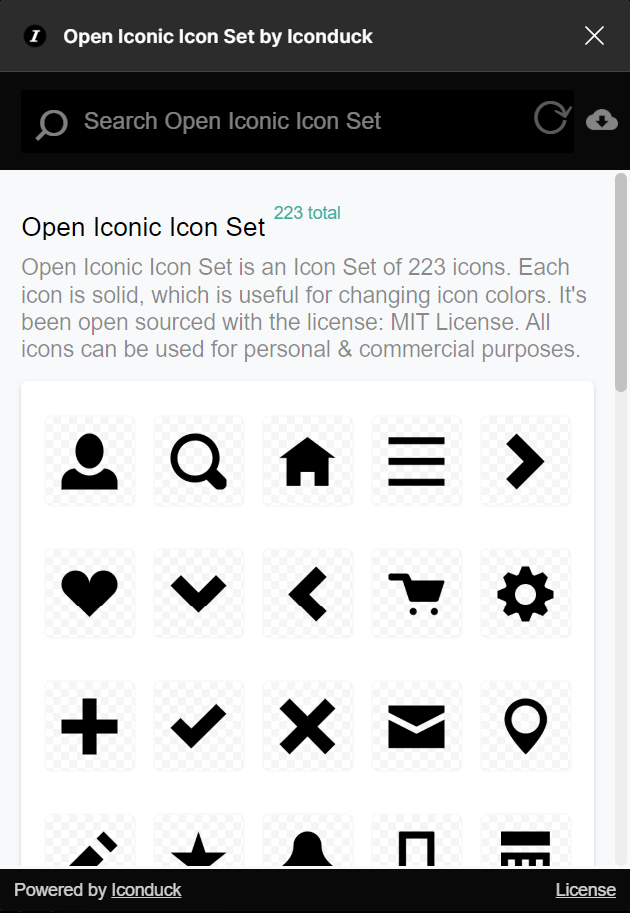 Open Iconic Icon Set by Iconduck
Search Open Iconic Icon Set
Open Iconic Icon Set 223 total
Open Iconic Icon Set is an Icon Set of 223 icons. Each
icon is solid, which is useful for changing icon colors. It's
been open sourced with the license: MIT License. All
icons can be used for personal & commercial purposes.
Powered by Iconduck
License